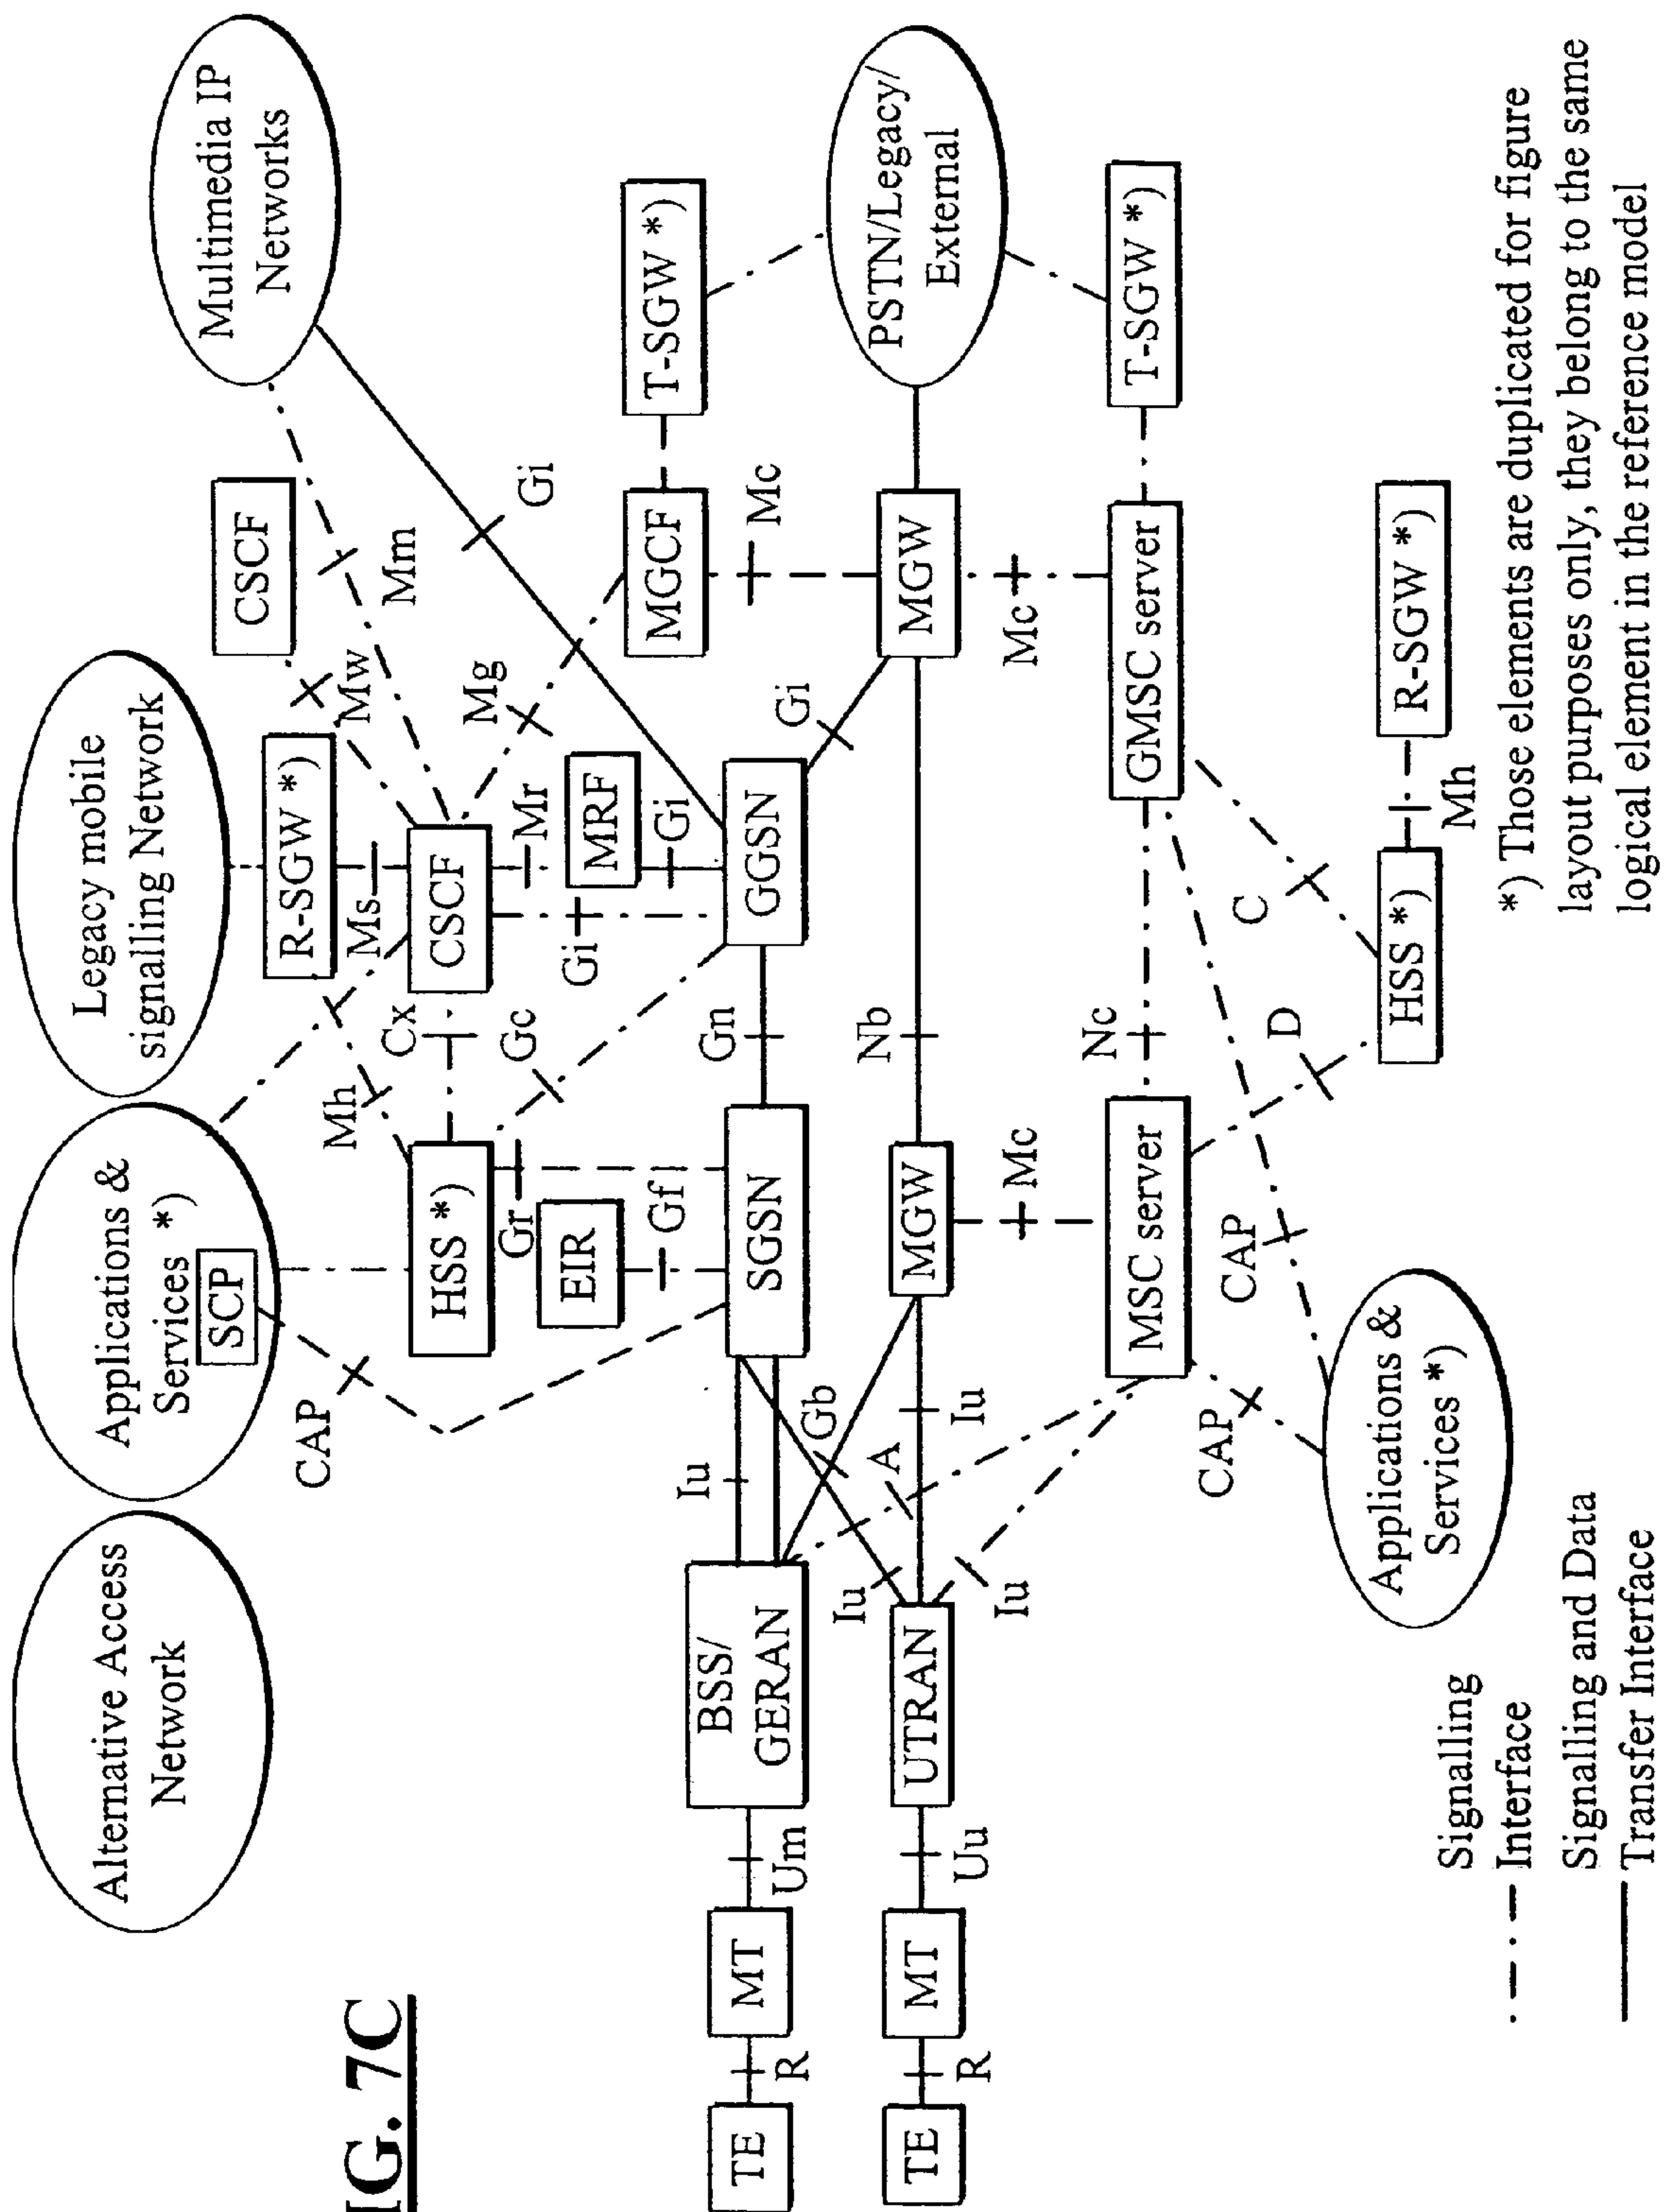 IG. 7C
Alternative Access
Network
Applications &
Services *)
SCP
Legacy mobile
signalling Network
Multimedia IP
Networks
CAP
Mh
R-SGW *)
Ms
Mw
CSCF
Mm
HSS *)
Cx
CSCF
Gc
Gr
Mg
Mr
Gi
EIR
Gf
Gi
MRF
Gi
MGCF
T-SGW *)
Iu
Gn
Mc
TE
R
MT
Um
BSS/
GERAN
SGSN
GGSN
Gi
Gb
Nb
PSTN/Legacy/
External
Iu
A
TE
R
MT
Uu
UTRAN
Iu
MGW
MGW
Iu
Mc
Mc
MSC server
Nc
GMSC server
T-SGW *)
CAP
CAP
D
C
Applications &
Services *)
HSS *)
Mh
R-SGW *)
Signalling
Interface
Signalling and Data
Transfer Interface
*) Those elements are duplicated for figure
layout purposes only, they belong to the same
logical element in the reference model